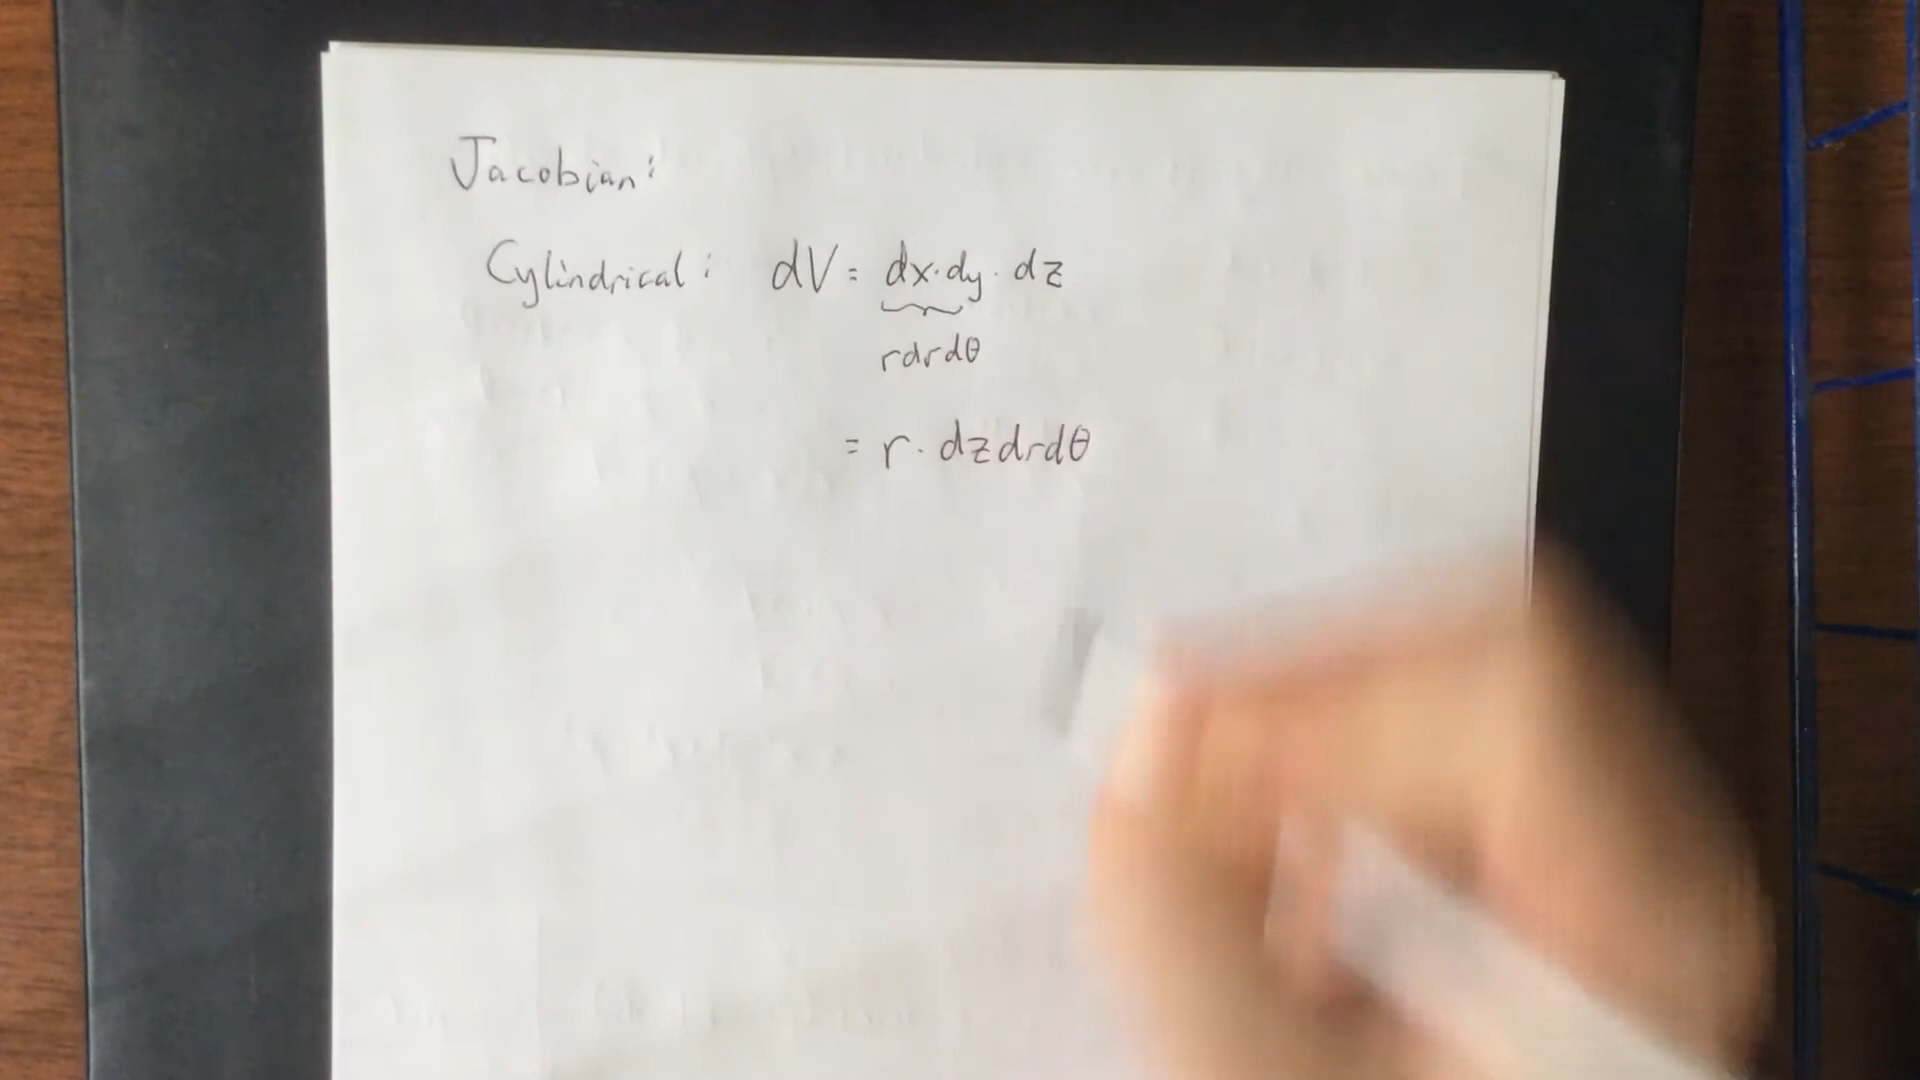 Jacobian:
Cylindrical: dV = dx·dy·dz
rdrdθ
= r·dzdrdθ